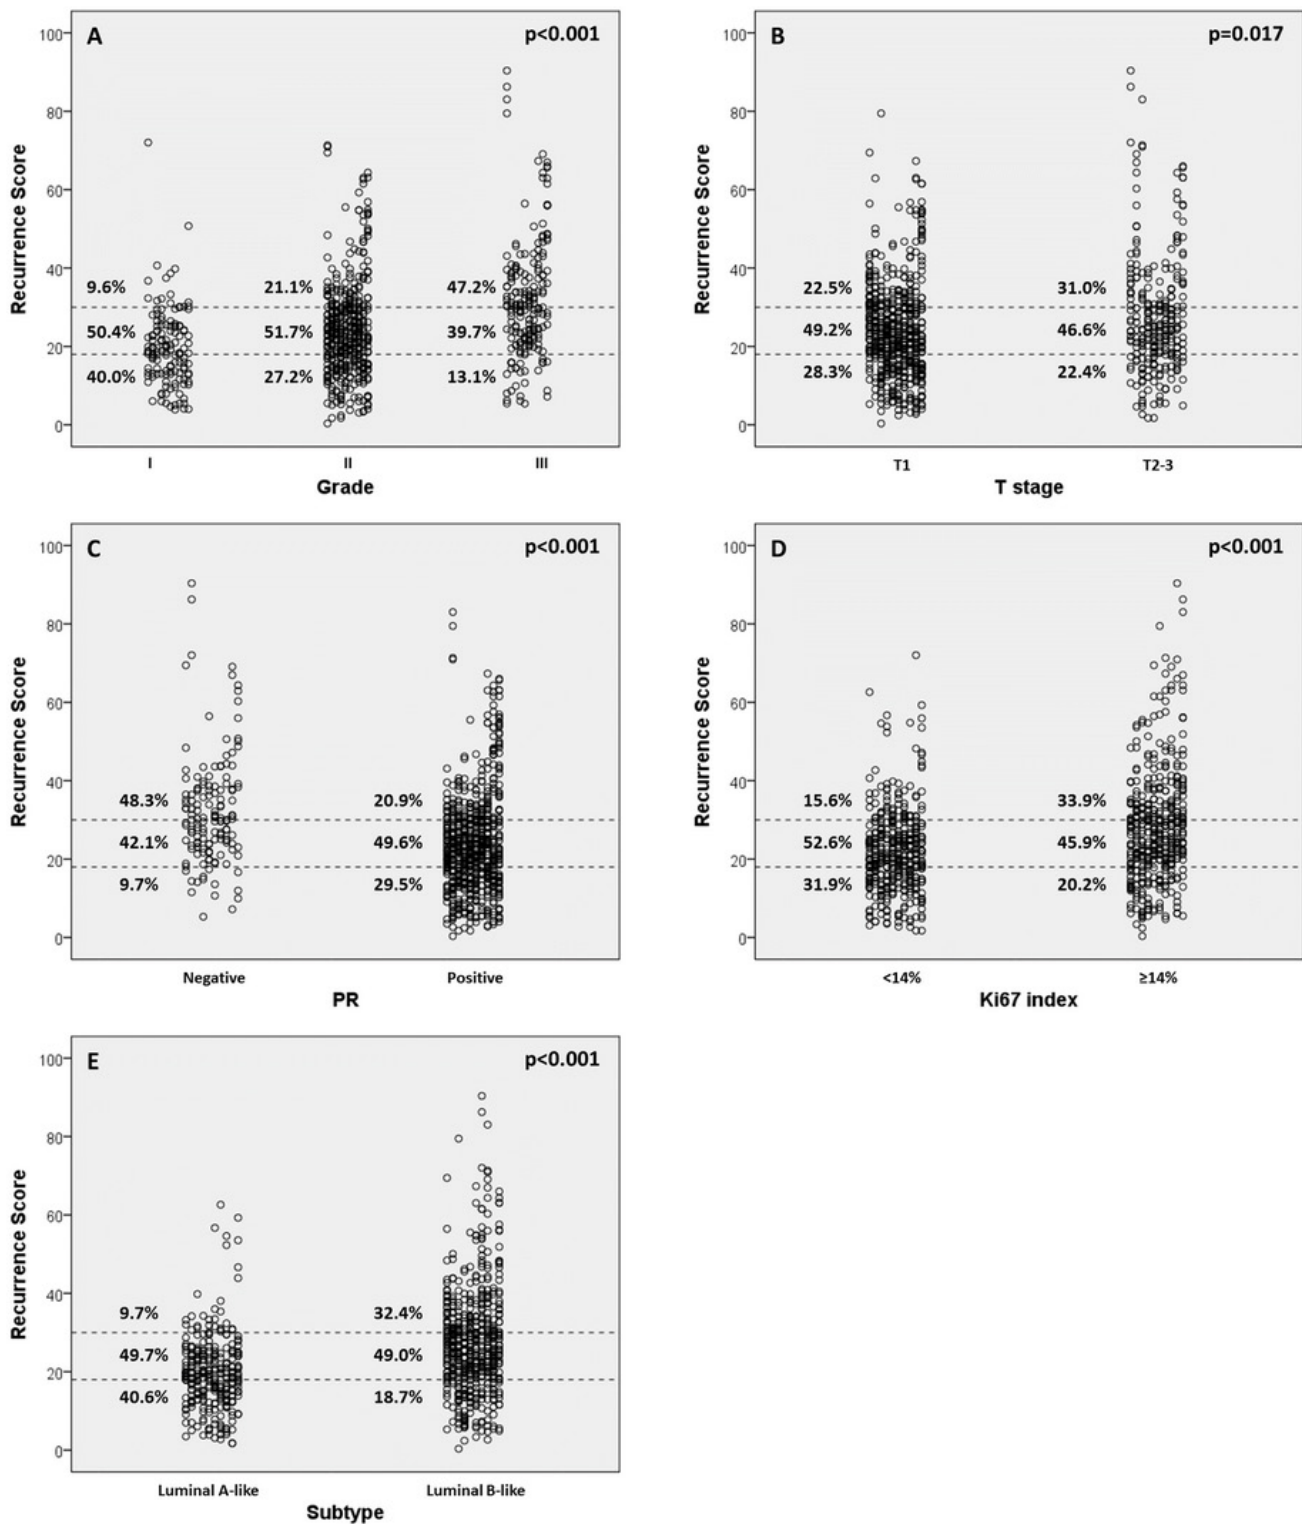 A
p<0.001
Recurrence Score
100
80
60
40
20
0
9.6%
21.1%
47.2%
50.4%
51.7%
39.7%
40.0%
27.2%
13.1%
I
II
III
Grade
B
p=0.017
Recurrence Score
100
80
60
40
20
0
22.5%
31.0%
49.2%
46.6%
28.3%
22.4%
T1
T2-3
T stage
C
p<0.001
Recurrence Score
100
80
60
40
20
0
48.3%
20.9%
42.1%
49.6%
9.7%
29.5%
Negative
Positive
PR
D
p<0.001
Recurrence Score
100
80
60
40
20
0
15.6%
33.9%
52.6%
45.9%
31.9%
20.2%
<14%
≥14%
Ki67 index
E
p<0.001
Recurrence Score
100
80
60
40
20
0
9.7%
32.4%
49.7%
49.0%
40.6%
18.7%
Luminal A-like
Luminal B-like
Subtype